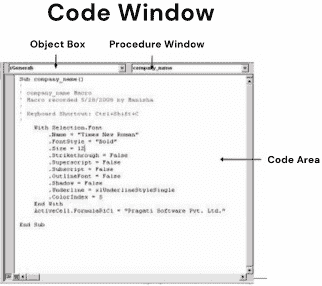 Code Window
Object Box
Procedure Window
(General)
company_name
Sub company_name()
'
' company_name Macro
' Macro recorded 5/28/2009 by Manisha
'
' Keyboard Shortcut: Ctrl+Shift+C
'
With Selection.Font
.Name = "Times New Roman"
.FontStyle = "Bold"
.Size = 12
.Strikethrough = False
.Superscript = False
.Subscript = False
.OutlineFont = False
.Shadow = False
.Underline = xlUnderlineStyleSingle
.ColorIndex = 3
End With
ActiveCell.FormulaR1C1 = "Pragati Software Pvt. Ltd."
End Sub
Code Area